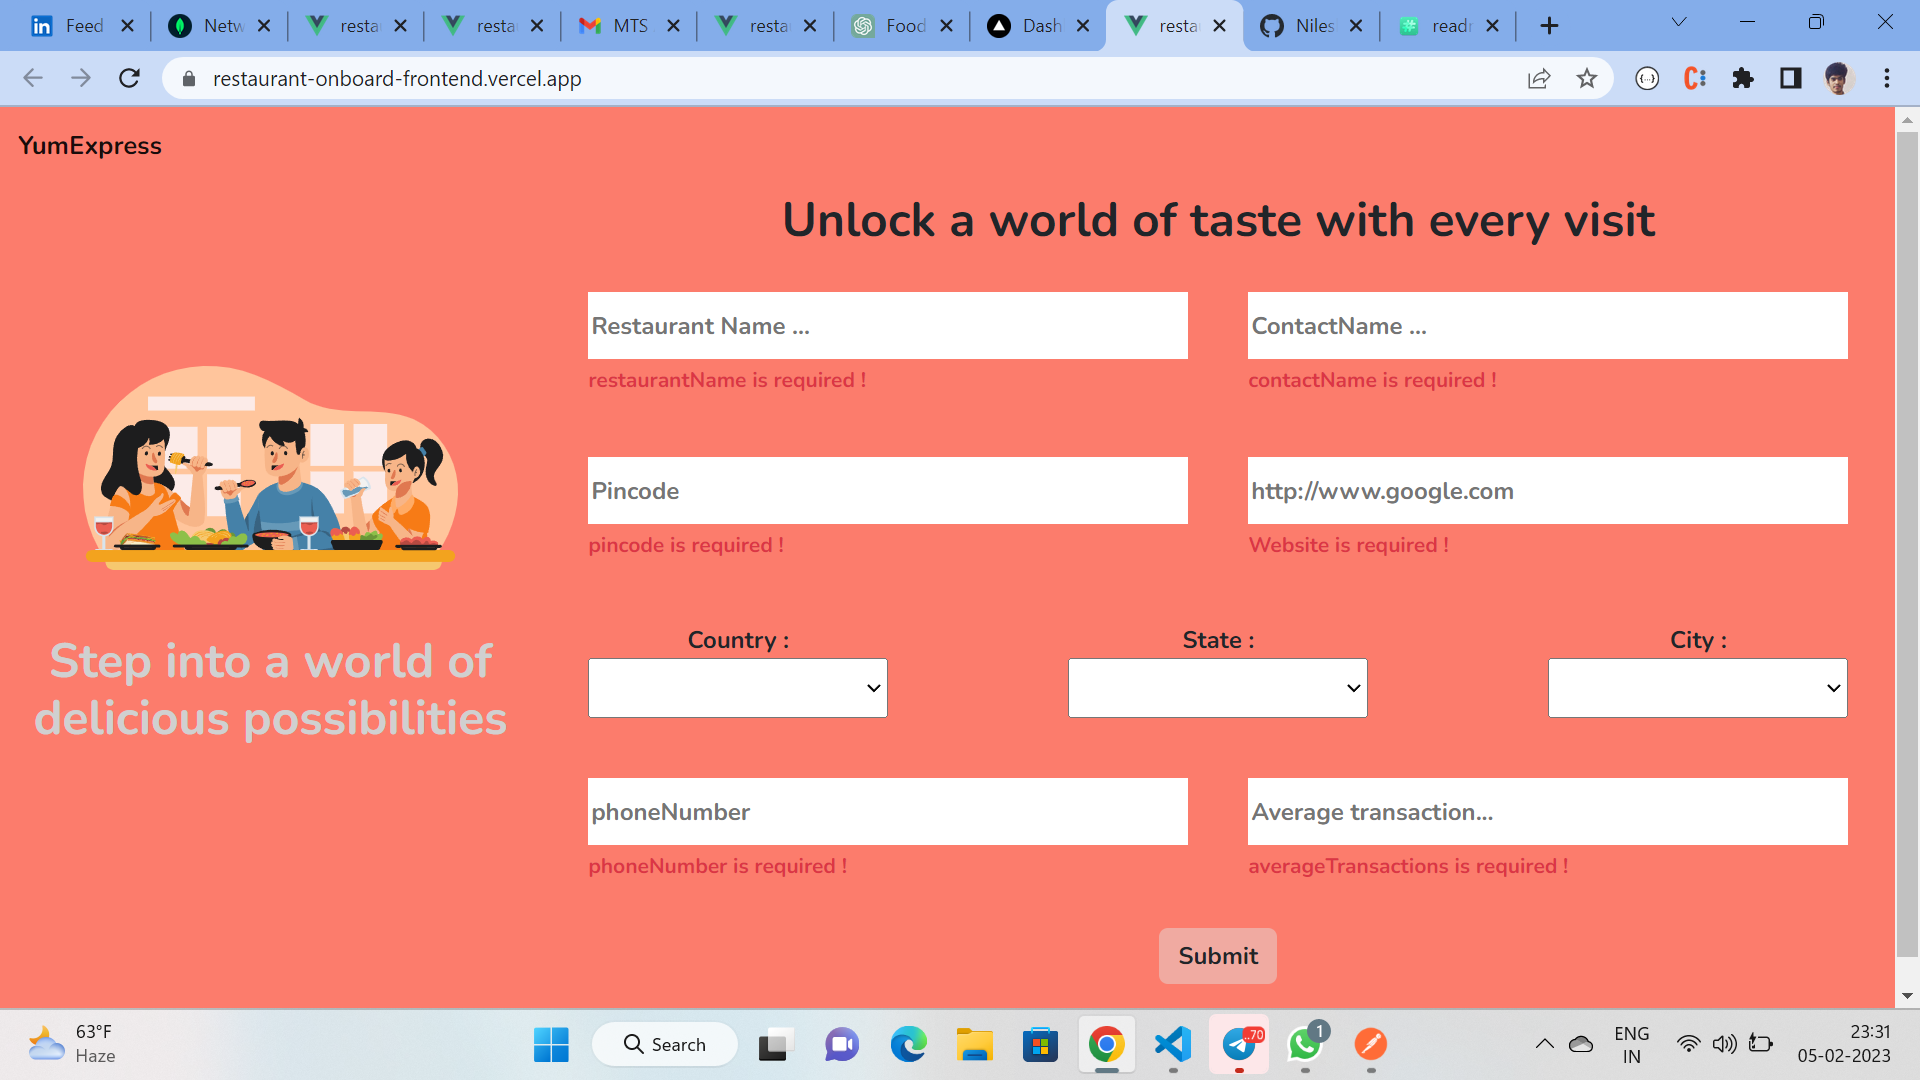 Feed
Netw
resta
resta
MTS
resta
Food
Dash
resta
Niles
readr
restaurant-onboard-frontend.vercel.app
YumExpress
Unlock a world of taste with every visit
Restaurant Name ...
ContactName ...
restaurantName is required !
contactName is required !
Pincode
http://www.google.com
pincode is required !
Website is required !
Step into a world of
delicious possibilities
Country :
State :
City :
phoneNumber
Average transaction...
phoneNumber is required !
averageTransactions is required !
Submit
63°F
Haze
Search
..70
1
ENG
IN
23:31
05-02-2023